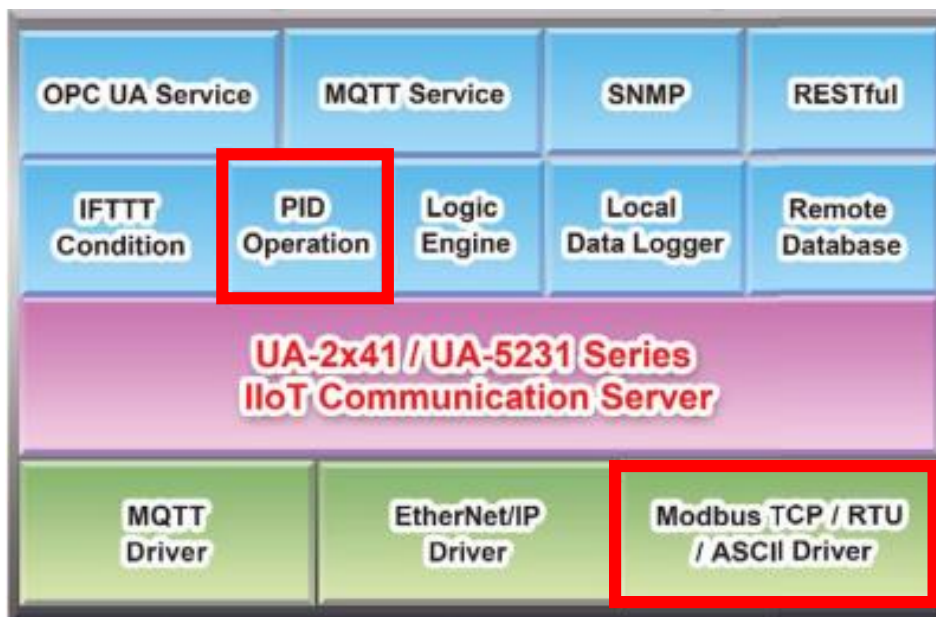 OPC UA Service
MQTT Service
SNMP
RESTful
IFTTT
Condition
PID
Operation
Logic
Engine
Local
Data Logger
Remote
Database
UA-2x41 / UA-5231 Series
IIoT Communication Server
MQTT
Driver
EtherNet/IP
Driver
Modbus TCP / RTU
/ ASCII Driver